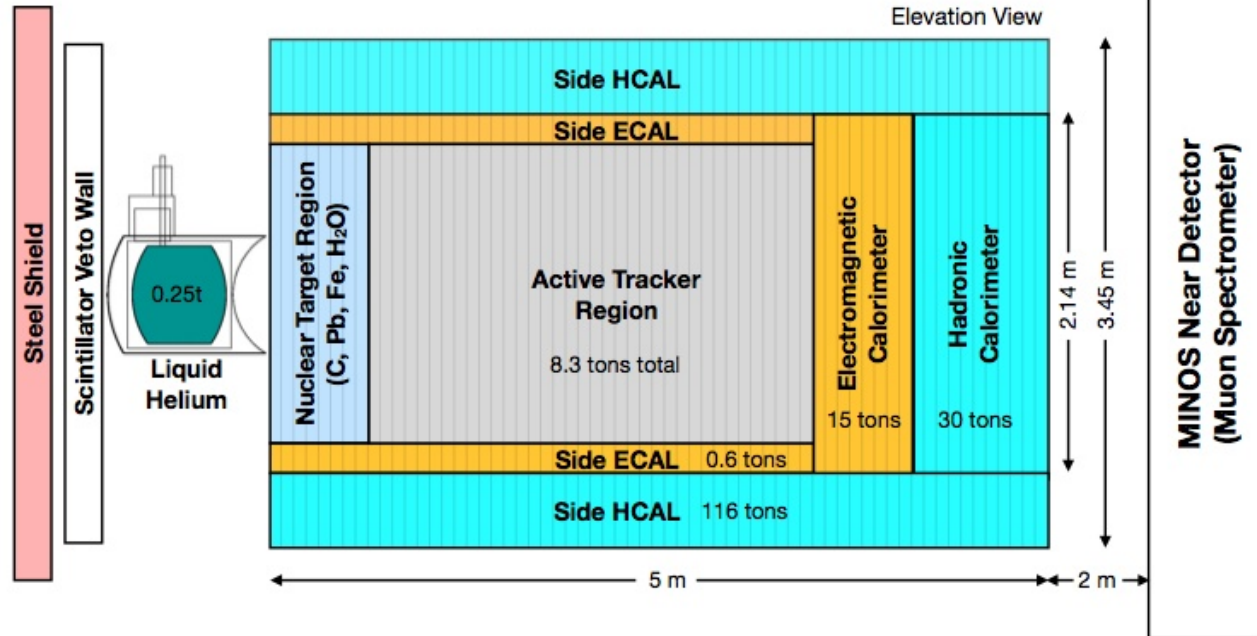 Elevation View
Steel Shield
Scintillator Veto Wall
0.25t
Liquid
Helium
Side HCAL
Side ECAL
Nuclear Target Region
(C, Pb, Fe, H₂O)
Active Tracker
Region
8.3 tons total
Electromagnetic
Calorimeter
15 tons
Hadronic
Calorimeter
30 tons
Side ECAL 0.6 tons
Side HCAL 116 tons
2.14 m
3.45 m
5 m
2 m
MINOS Near Detector
(Muon Spectrometer)